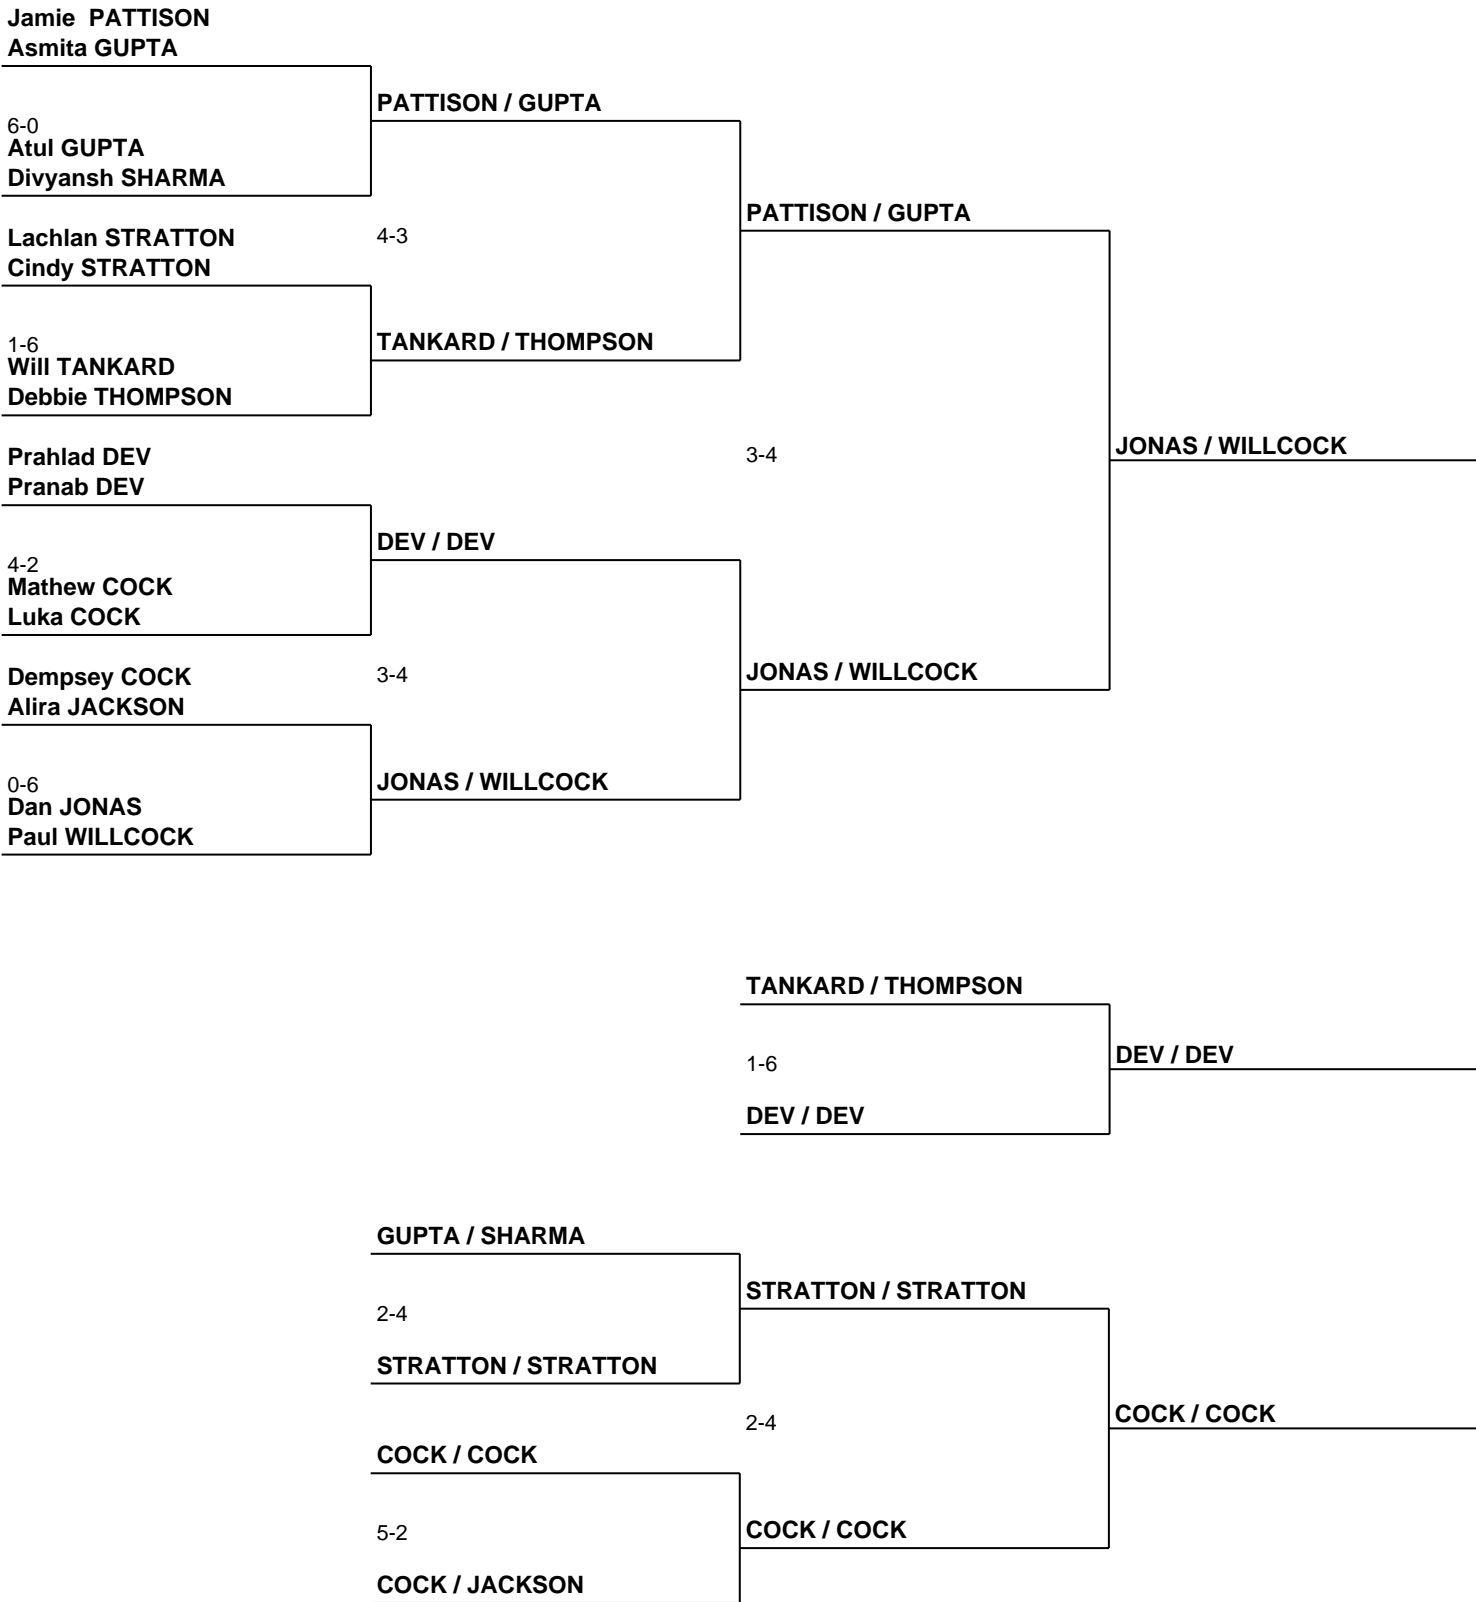 Jamie  PATTISON
Asmita GUPTA
PATTISON / GUPTA
6-0
Atul GUPTA
Divyansh SHARMA
PATTISON / GUPTA
Lachlan STRATTON
4-3
Cindy STRATTON
TANKARD / THOMPSON
1-6
Will TANKARD
Debbie THOMPSON
JONAS / WILLCOCK
Prahlad DEV
3-4
Pranab DEV
DEV / DEV
4-2
Mathew COCK
Luka COCK
JONAS / WILLCOCK
Dempsey COCK
3-4
Alira JACKSON
JONAS / WILLCOCK
0-6
Dan JONAS
Paul WILLCOCK
TANKARD / THOMPSON
DEV / DEV
1-6
DEV / DEV
GUPTA / SHARMA
STRATTON / STRATTON
2-4
STRATTON / STRATTON
COCK / COCK
2-4
COCK / COCK
COCK / COCK
5-2
COCK / JACKSON